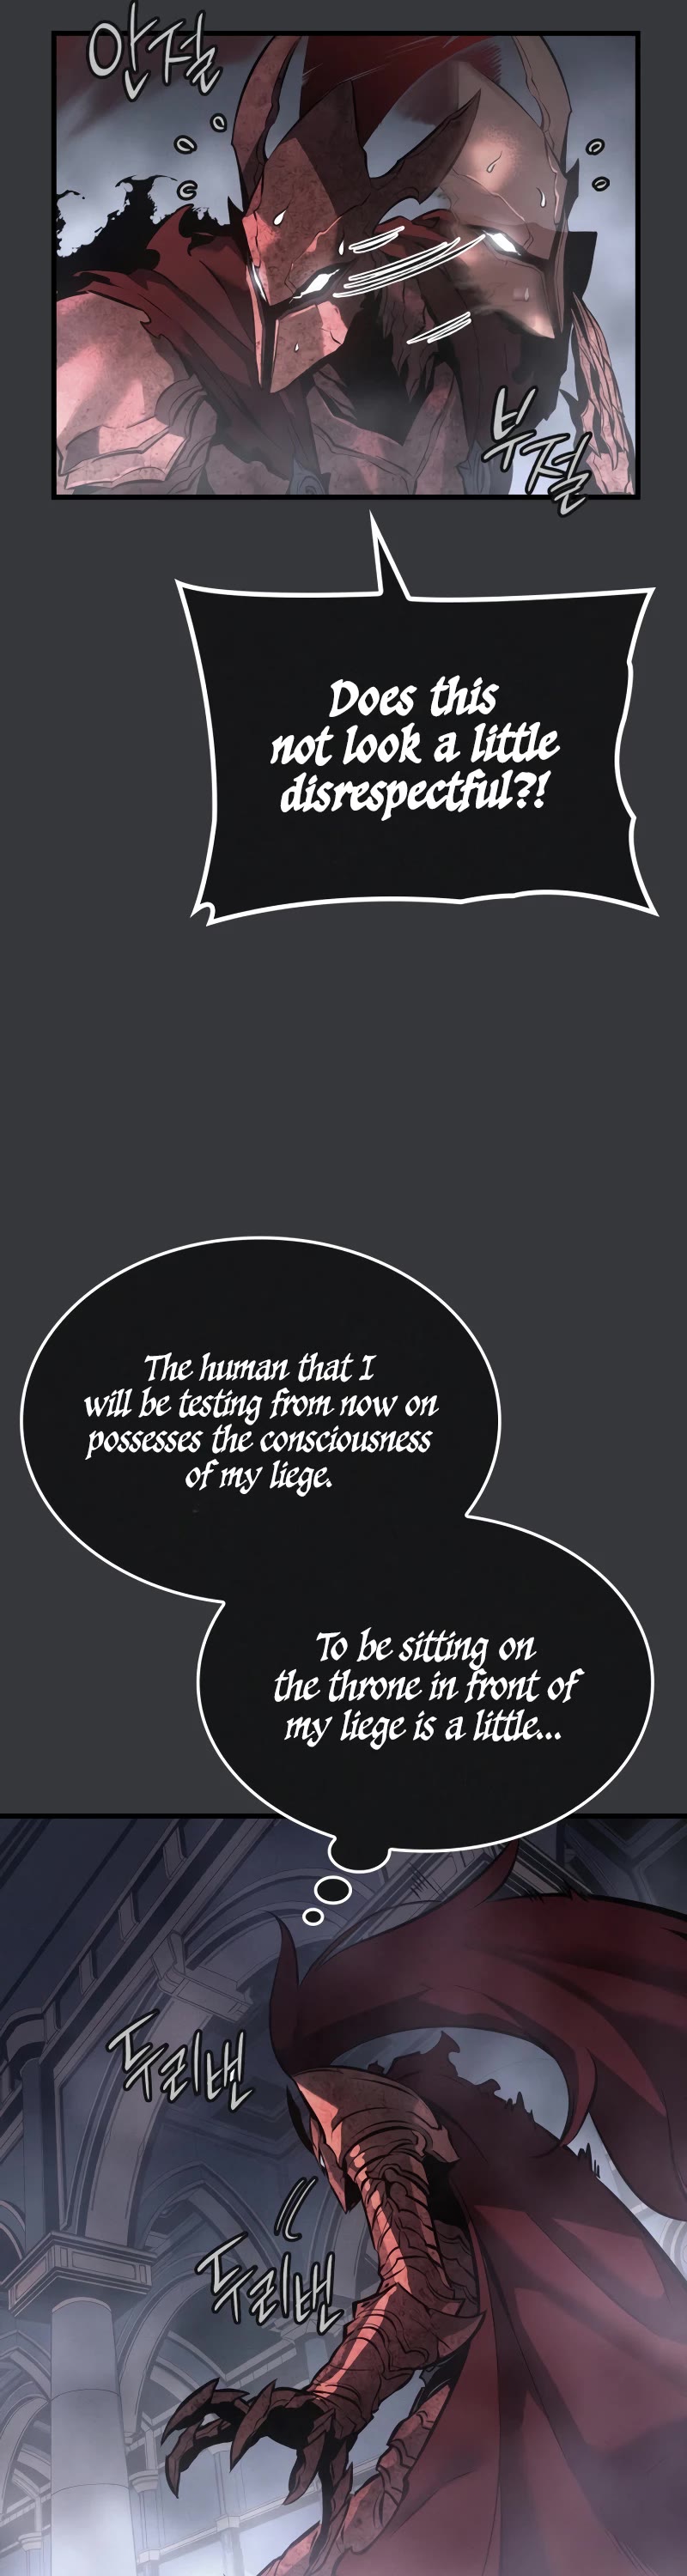 안절
부절
Does this
not look a little
disrespectful?!
The human that I
will be testing from now on
possesses the consciousness
of my liege.
To be sitting on
the throne in front of
my liege is a little...
두리번
두리번